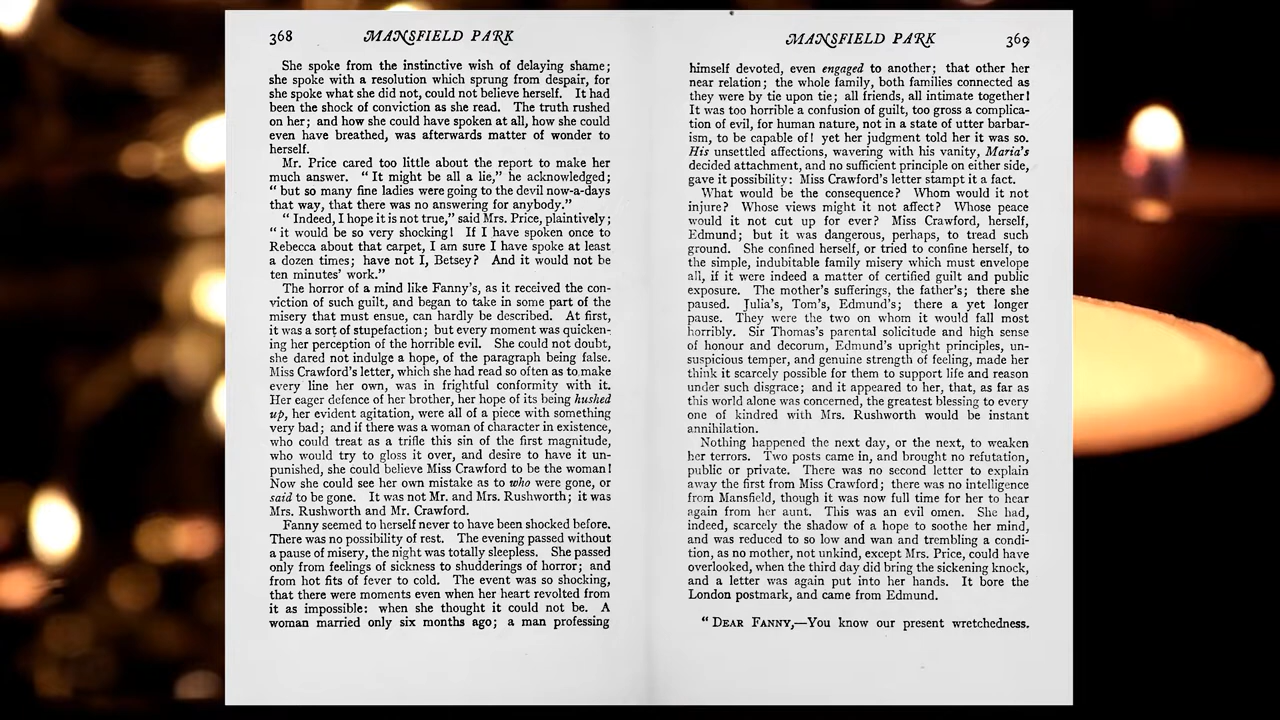 368
MANSFIELD PARK
She spoke from the instinctive wish of delaying shame;
she spoke with a resolution which sprung from despair, for
she spoke what she did not, could not believe herself. It had
been the shock of conviction as she read. The truth rushed
on her; and how she could have spoken at all, how she could
even have breathed, was afterwards matter of wonder to
herself.
Mr. Price cared too little about the report to make her
much answer. “ It might be all a lie,” he acknowledged;
“ but so many fine ladies were going to the devil now-a-days
that way, that there was no answering for anybody.”
“ Indeed, I hope it is not true,” said Mrs. Price, plaintively;
“ it would be so very shocking! If I have spoken once to
Rebecca about that carpet, I am sure I have spoke at least
a dozen times; have not I, Betsey? And it would not be
ten minutes’ work.”
The horror of a mind like Fanny’s, as it received the con-
viction of such guilt, and began to take in some part of the
misery that must ensue, can hardly be described. At first,
it was a sort of stupefaction; but every moment was quicken-
ing her perception of the horrible evil. She could not doubt,
she dared not indulge a hope, of the paragraph being false.
Miss Crawford’s letter, which she had read so often as to make
every line her own, was in frightful conformity with it.
Her eager defence of her brother, her hope of its being hushed
up, her evident agitation, were all of a piece with something
very bad; and if there was a woman of character in existence,
who could treat as a trifle this sin of the first magnitude,
who would try to gloss it over, and desire to have it un-
punished, she could believe Miss Crawford to be the woman!
Now she could see her own mistake as to who were gone, or
said to be gone. It was not Mr. and Mrs. Rushworth; it was
Mrs. Rushworth and Mr. Crawford.
Fanny seemed to herself never to have been shocked before.
There was no possibility of rest. The evening passed without
a pause of misery, the night was totally sleepless. She passed
only from feelings of sickness to shudderings of horror; and
from hot fits of fever to cold. The event was so shocking,
that there were moments even when her heart revolted from
it as impossible: when she thought it could not be. A
woman married only six months ago; a man professing
MANSFIELD PARK
369
himself devoted, even engaged to another; that other her
near relation; the whole family, both families connected as
they were by tie upon tie; all friends, all intimate together!
It was too horrible a confusion of guilt, too gross a complica-
tion of evil, for human nature, not in a state of utter barbar-
ism, to be capable of! yet her judgment told her it was so.
His unsettled affections, wavering with his vanity, Maria’s
decided attachment, and no sufficient principle on either side,
gave it possibility: Miss Crawford’s letter stampt it a fact.
What would be the consequence? Whom would it not
injure? Whose views might it not affect? Whose peace
would it not cut up for ever? Miss Crawford, herself,
Edmund; but it was dangerous, perhaps, to tread such
ground. She confined herself, or tried to confine herself, to
the simple, indubitable family misery which must envelope
all, if it were indeed a matter of certified guilt and public
exposure. The mother’s sufferings, the father’s; there she
paused. Julia’s, Tom’s, Edmund’s; there a yet longer
pause. They were the two on whom it would fall most
horribly. Sir Thomas’s parental solicitude and high sense
of honour and decorum, Edmund’s upright principles, un-
suspicious temper, and genuine strength of feeling, made her
think it scarcely possible for them to support life and reason
under such disgrace; and it appeared to her, that, as far as
this world alone was concerned, the greatest blessing to every
one of kindred with Mrs. Rushworth would be instant
annihilation.
Nothing happened the next day, or the next, to weaken
her terrors. Two posts came in, and brought no refutation,
public or private. There was no second letter to explain
away the first from Miss Crawford; there was no intelligence
from Mansfield, though it was now full time for her to hear
again from her aunt. This was an evil omen. She had,
indeed, scarcely the shadow of a hope to soothe her mind,
and was reduced to so low and wan and trembling a condi-
tion, as no mother, not unkind, except Mrs. Price, could have
overlooked, when the third day did bring the sickening knock,
and a letter was again put into her hands. It bore the
London postmark, and came from Edmund.
“ DEAR FANNY,—You know our present wretchedness.